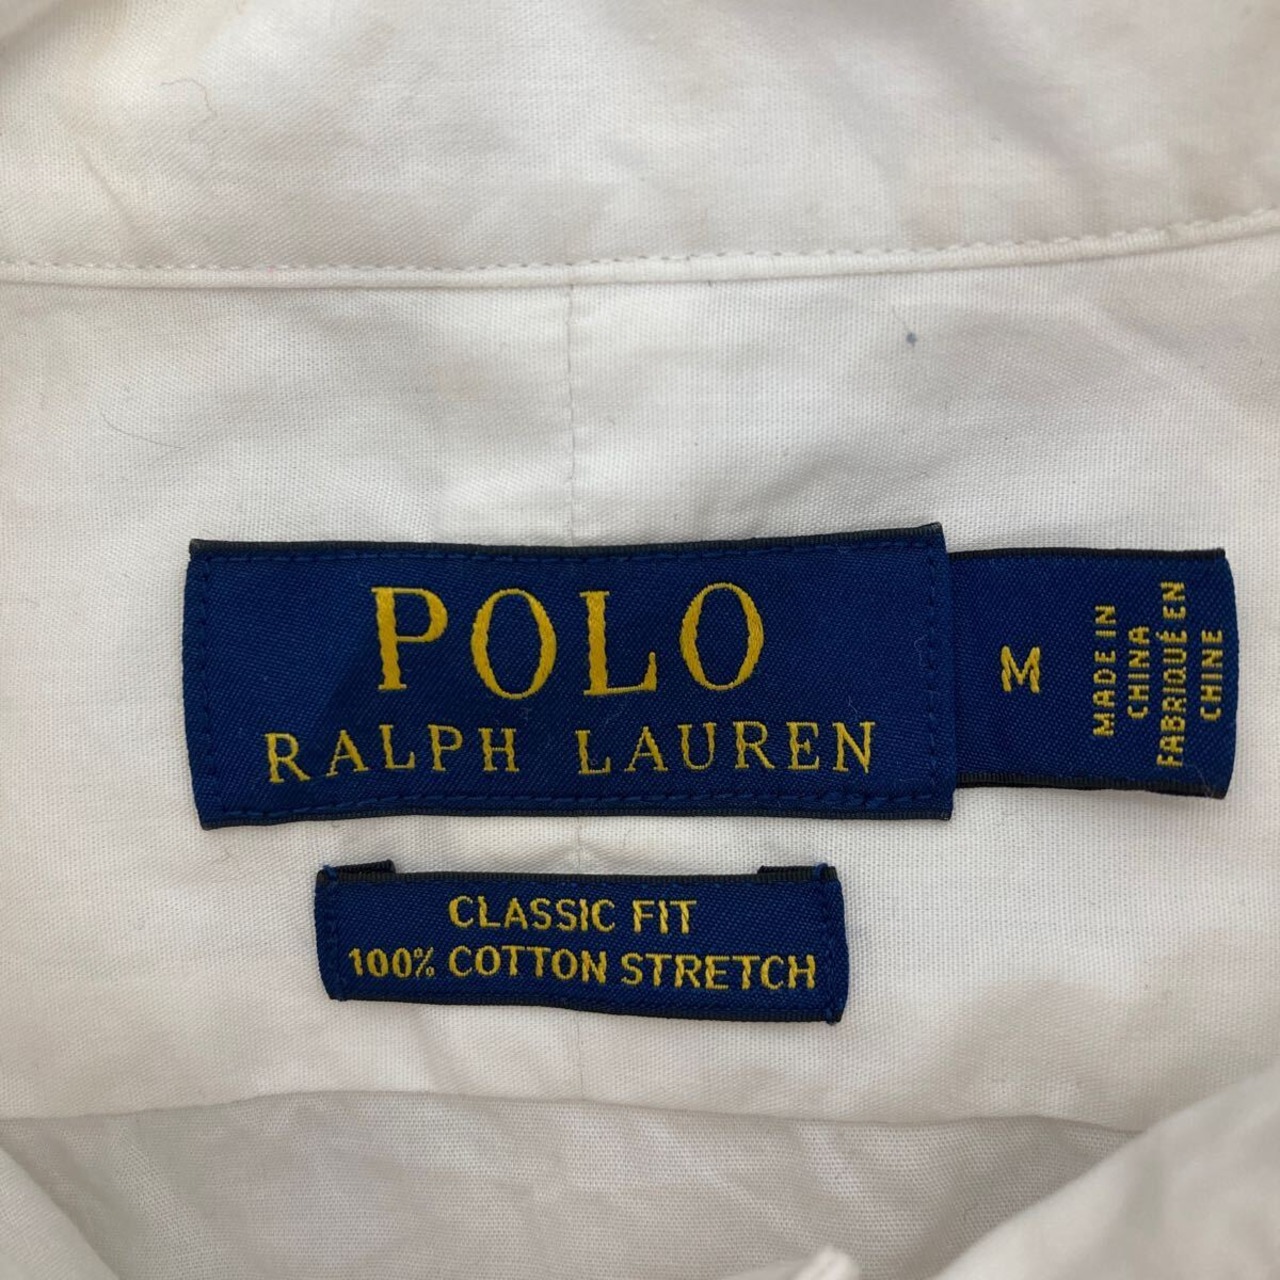 POLO
RALPH LAUREN
M
MADE IN
CHINA
FABRIQUÉ EN
CHINE
CLASSIC FIT
100% COTTON STRETCH